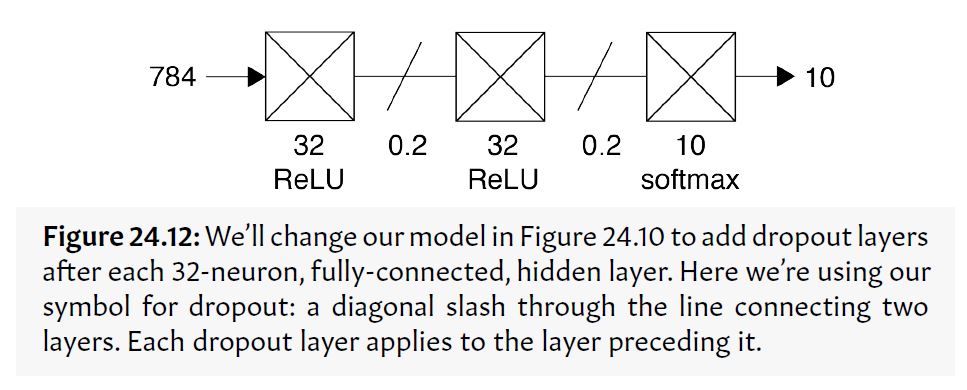 784
10
32 0.2 32 0.2 10
ReLU ReLU softmax
Figure 24.12: We'll change our model in Figure 24.10 to add dropout layers
after each 32-neuron, fully-connected, hidden layer. Here we're using our
symbol for dropout: a diagonal slash through the line connecting two
layers. Each dropout layer applies to the layer preceding it.